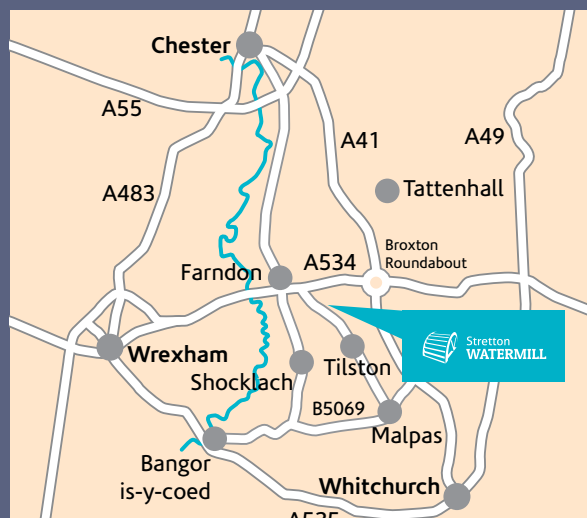 Chester
A55
A41
A49
A483
Tattenhall
Broxton
Roundabout
A534
Farndon
Stretton
WATERMILL
Wrexham
Tilston
Shocklach
B5069
Malpas
Bangor
is-y-coed
Whitchurch